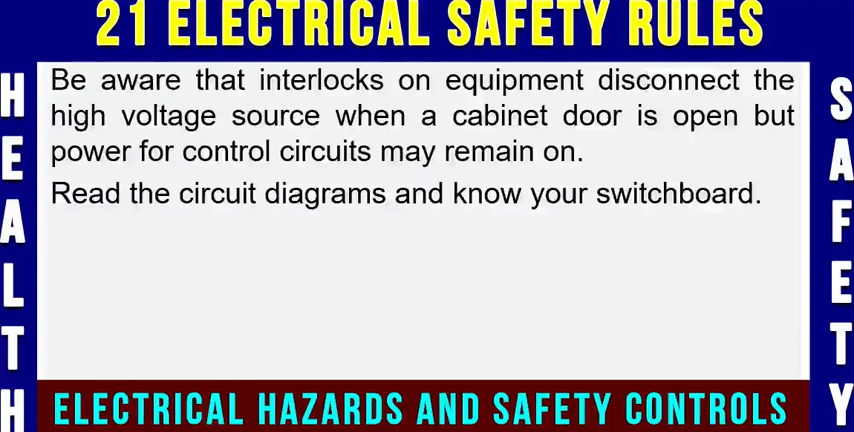 21 ELECTRICAL SAFETY RULES
HEALTH
Be aware that interlocks on equipment disconnect the
high voltage source when a cabinet door is open but
power for control circuits may remain on.
Read the circuit diagrams and know your switchboard.
SAFETY
ELECTRICAL HAZARDS AND SAFETY CONTROLS